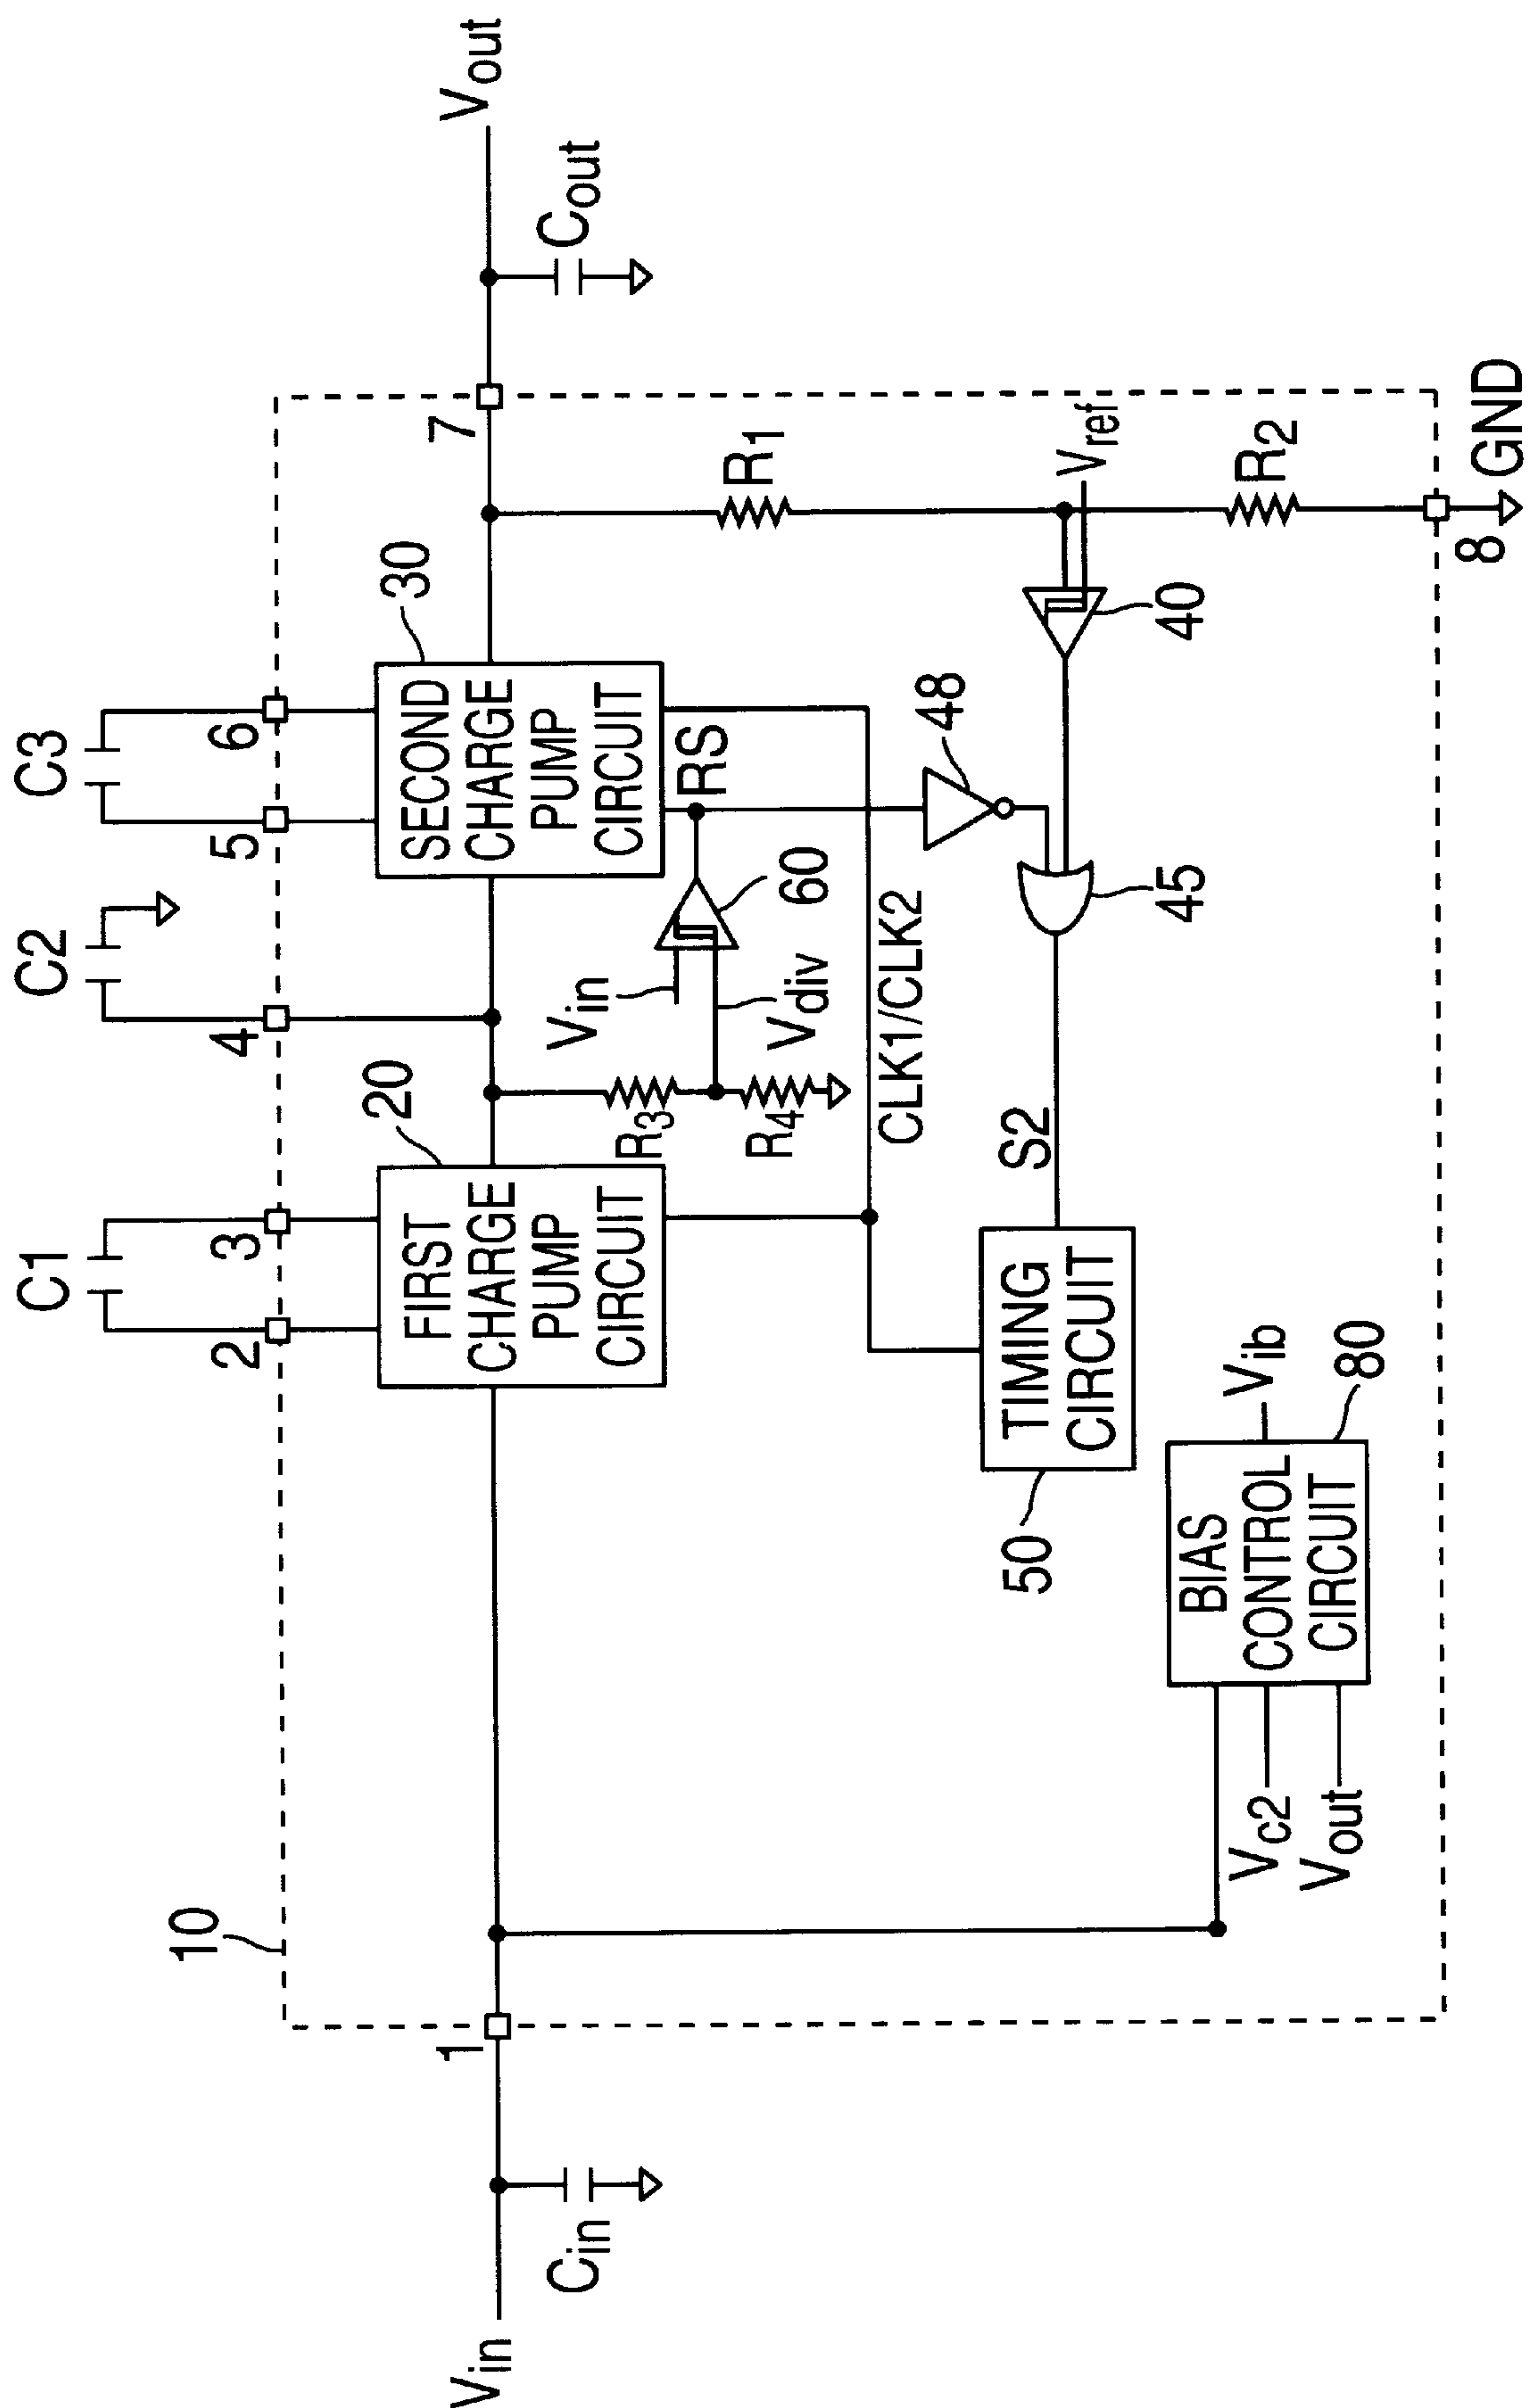 C1
C2
C3
2
3
4
5
6
10
20
30
FIRST
CHARGE
PUMP
CIRCUIT
SECOND
CHARGE
PUMP
CIRCUIT
Vin
1
7
Vout
Cin
Cout
R3
R4
Vin
Vdiv
60
RS
R1
CLK1/CLK2
48
Vref
40
45
S2
R2
TIMING
CIRCUIT
50
BIAS
CONTROL
CIRCUIT
80
Vib
Vc2
Vout
8
GND